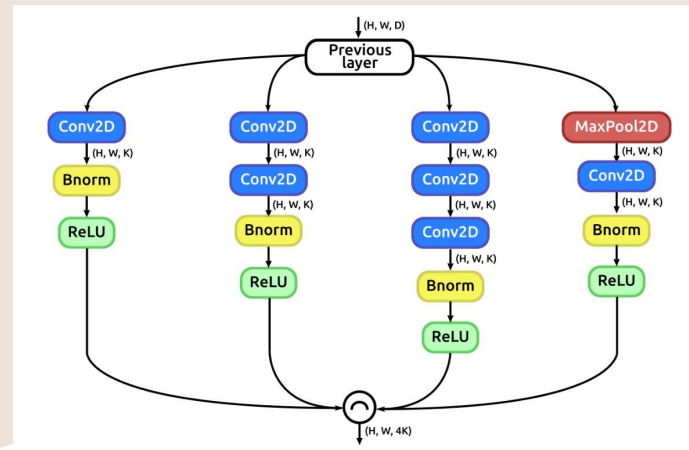 (H, W, D)
Previous
layer
Conv2D
(H, W, K)
Bnorm
ReLU
Conv2D
(H, W, K)
Conv2D
(H, W, K)
Bnorm
ReLU
Conv2D
(H, W, K)
Conv2D
(H, W, K)
Conv2D
(H, W, K)
Bnorm
ReLU
MaxPool2D
(H, W, K)
Conv2D
(H, W, K)
Bnorm
ReLU
(H, W, 4K)